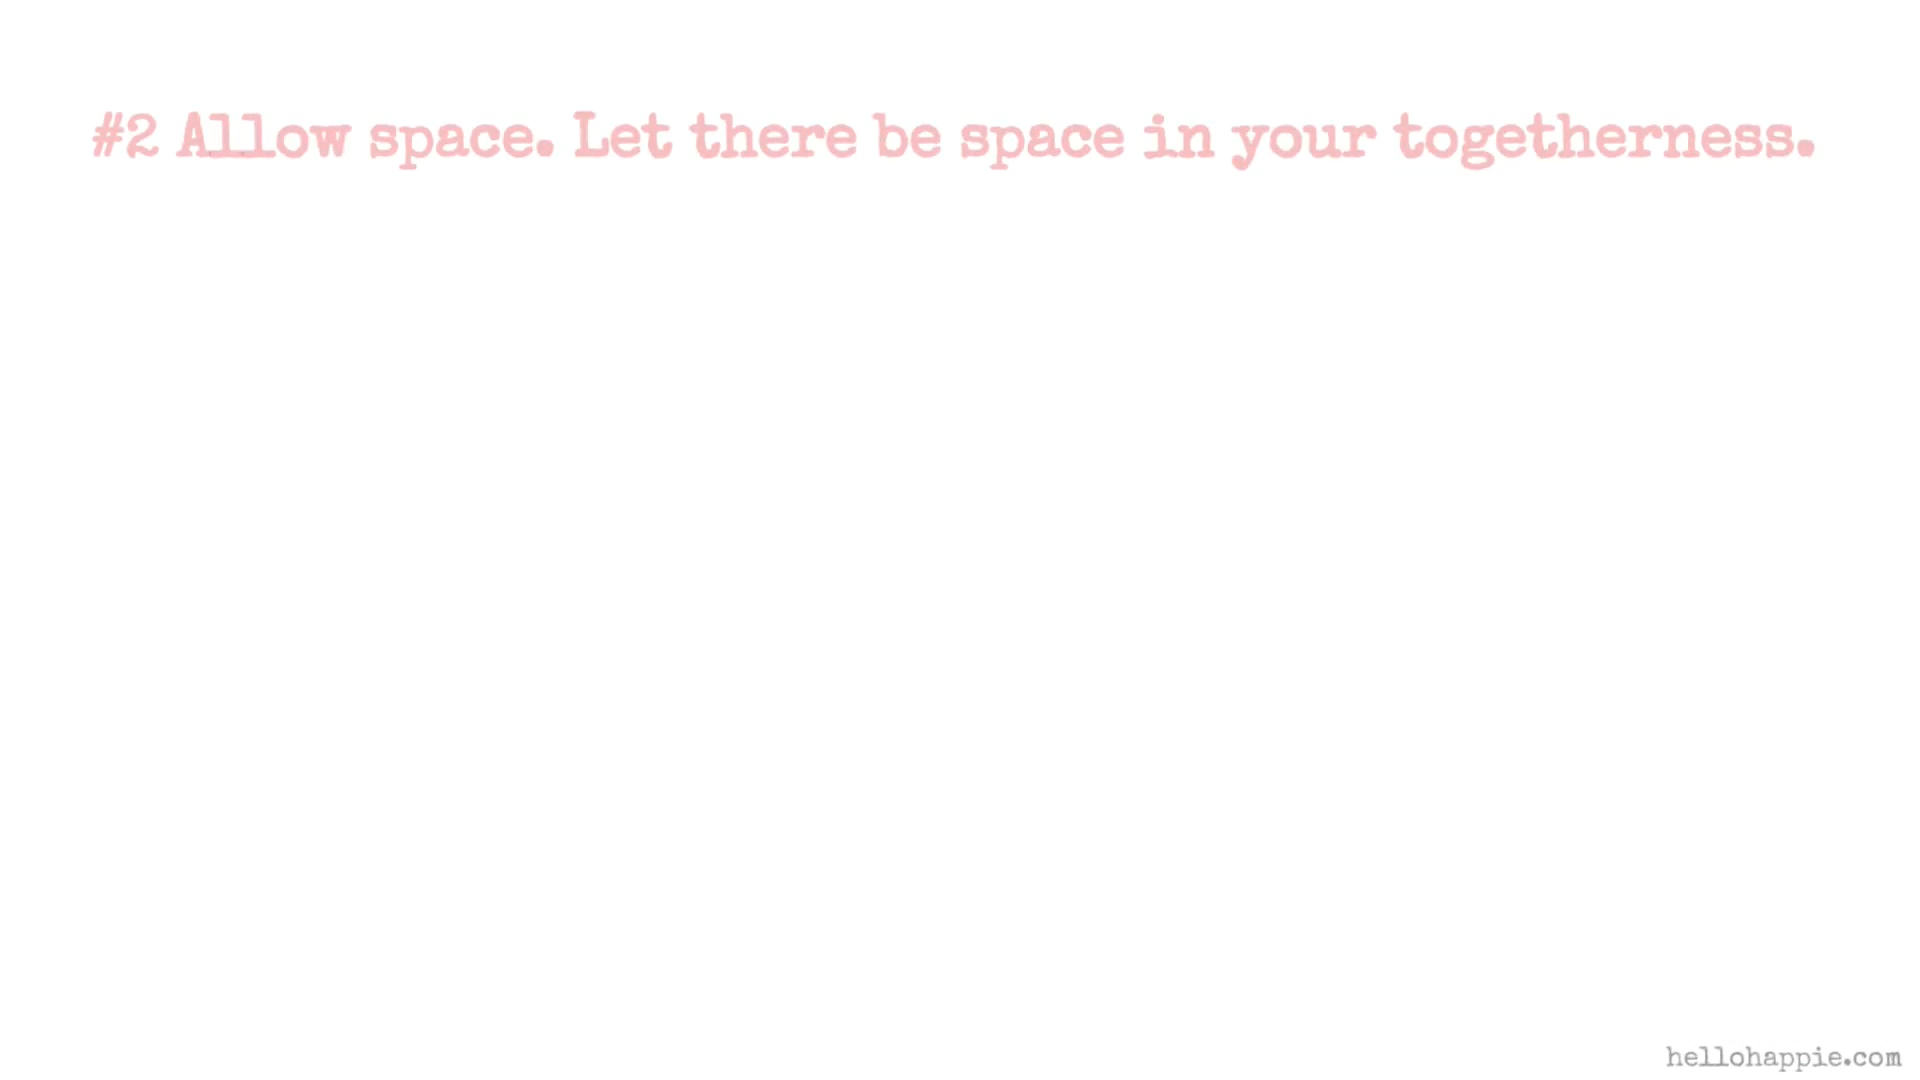 #2 Allow space. Let there be space in your togetherness.
hellohappie.com